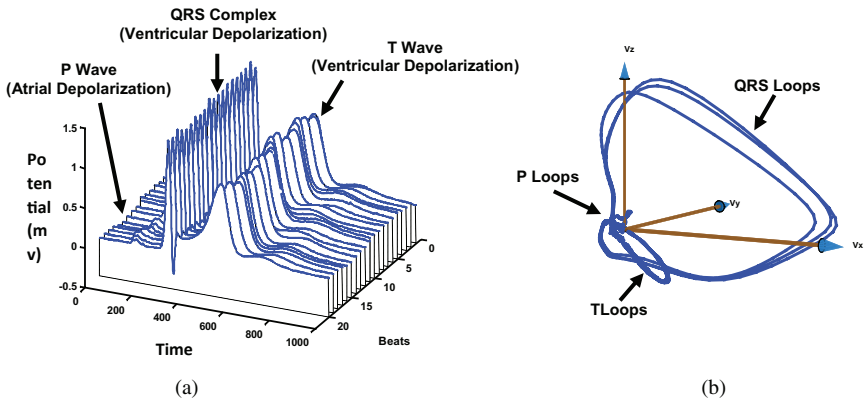 QRS Complex
(Ventricular Depolarization)
T Wave
(Ventricular Depolarization)
P Wave
(Atrial Depolarization)
Po
ten
tial
(m
v)
1.5
1
0.5
0
-0.5
0
200
400
600
800
1000
Time
20
15
10
5
0
Beats
(a)
Vz
QRS Loops
P Loops
Vy
Vx
TLoops
(b)